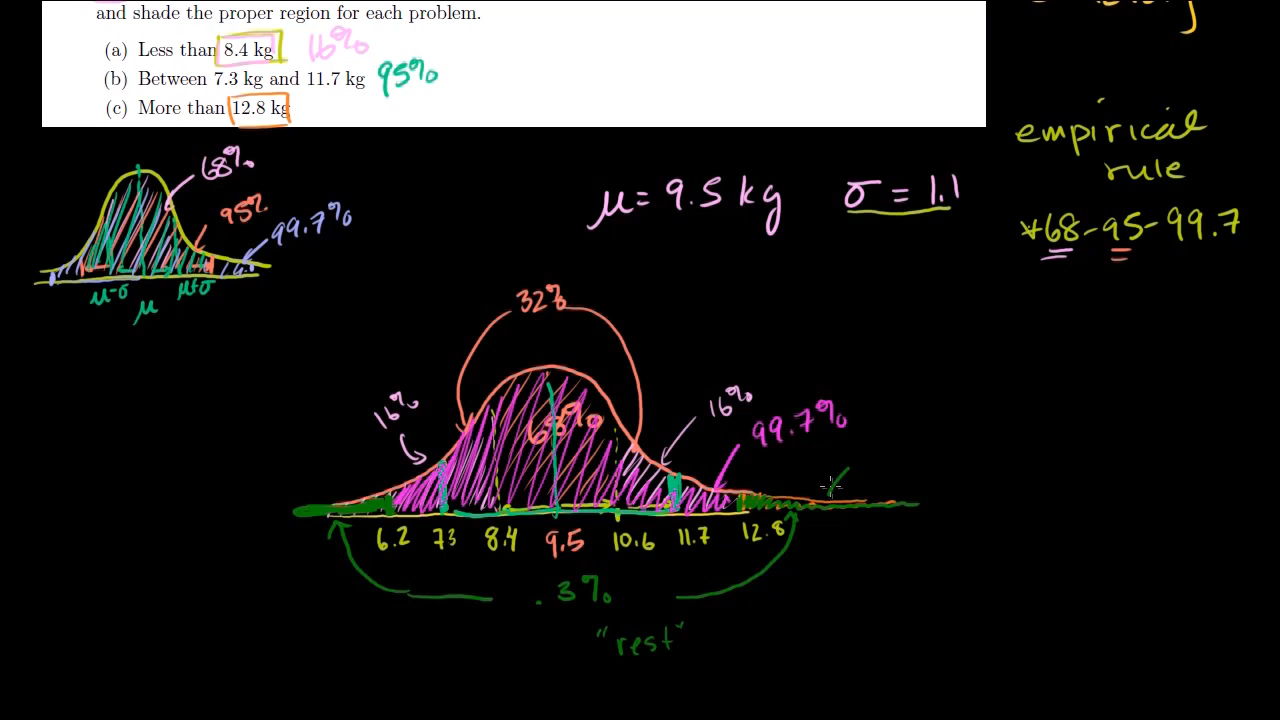 and shade the proper region for each problem.
(a) Less than 8.4 kg 16%
(b) Between 7.3 kg and 11.7 kg 95%
(c) More than 12.8 kg
empirical
rule
*68-95-99.7
68%
95%
99.7%
μ-σ μ μ+σ
μ = 9.5 kg σ = 1.1
32%
16%
68%
16%
99.7%
6.2 73 8.4 9.5 10.6 11.7 12.8
.3%
"rest"